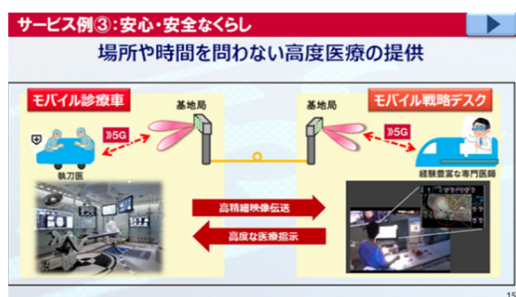 サービス例③：安心・安全なくらし
場所や時間を問わない高度医療の提供
モバイル診療車
基地局
基地局
モバイル戦略デスク
5G
5G
執刀医
経験豊富な専門医師
高精細映像伝送
高度な医療指示
15